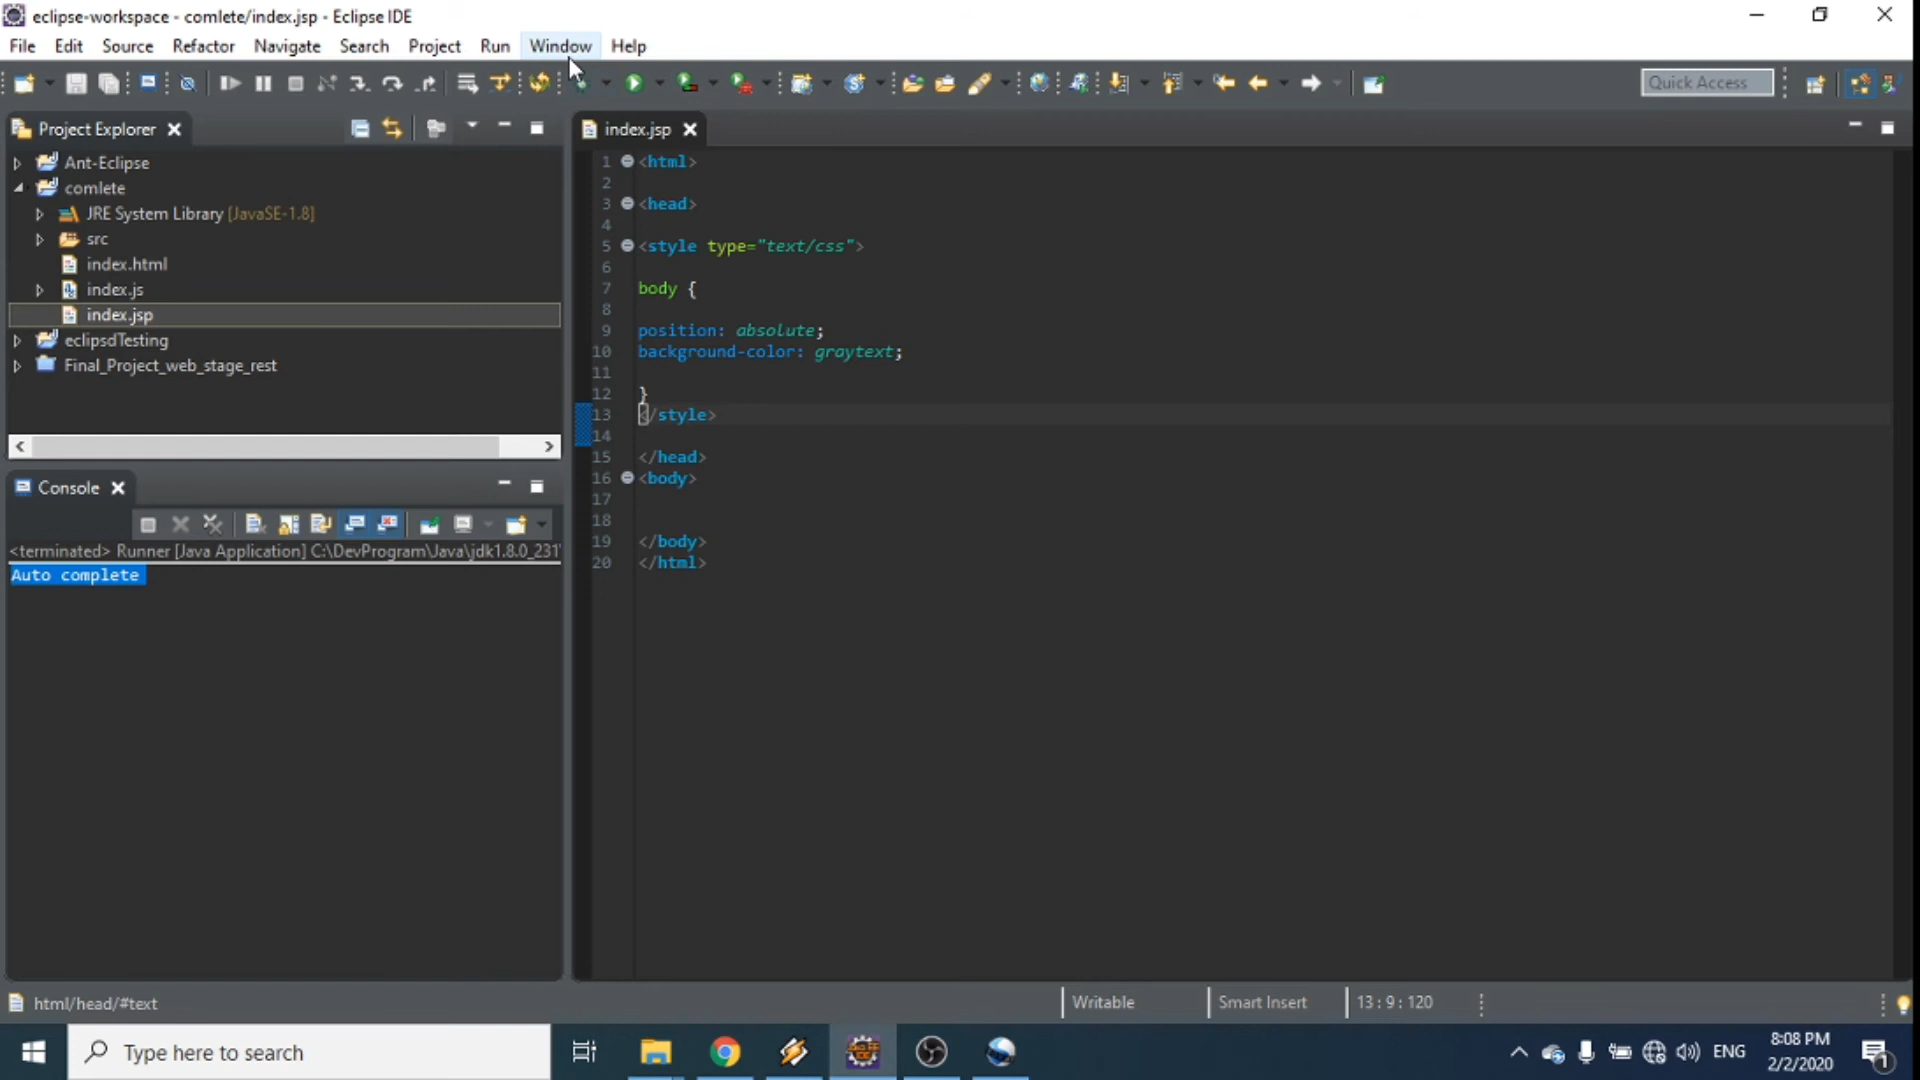 eclipse-workspace - comlete/index.jsp - Eclipse IDE
File Edit Source Refactor Navigate Search Project Run Window Help
Quick Access
Project Explorer
Ant-Eclipse
comlete
JRE System Library [JavaSE-1.8]
src
index.html
index.js
index.jsp
eclipsdTesting
Final_Project_web_stage_rest
Console
<terminated> Runner [Java Application] C:\DevProgram\Java\jdk1.8.0_231\
Auto complete
index.jsp
1 <html>
2
3 <head>
4
5 <style type="text/css">
6
7 body {
8
9 position: absolute;
10 background-color: graytext;
11
12 }
13 </style>
14
15 </head>
16 <body>
17
18
19 </body>
20 </html>
html/head/#text
Writable
Smart Insert
13 : 9 : 120
Type here to search
ENG
8:08 PM
2/2/2020
1